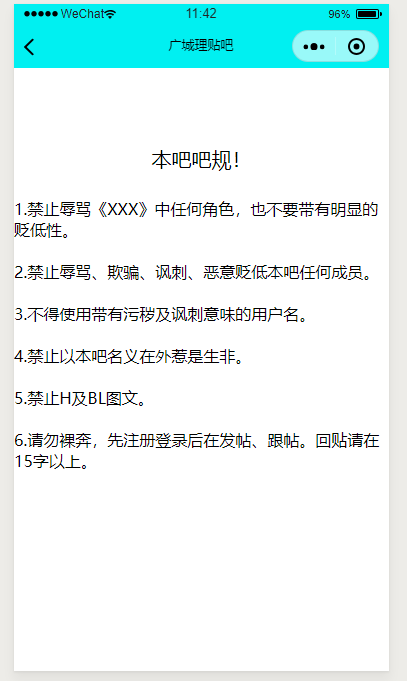 ●●●●● WeChat 11:42 96%
广城理贴吧
本吧吧规！
1.禁止辱骂《XXX》中任何角色，也不要带有明显的
贬低性。
2.禁止辱骂、欺骗、讽刺、恶意贬低本吧任何成员。
3.不得使用带有污秽及讽刺意味的用户名。
4.禁止以本吧名义在外惹是生非。
5.禁止H及BL图文。
6.请勿裸奔，先注册登录后在发帖、跟帖。回贴请在
15字以上。